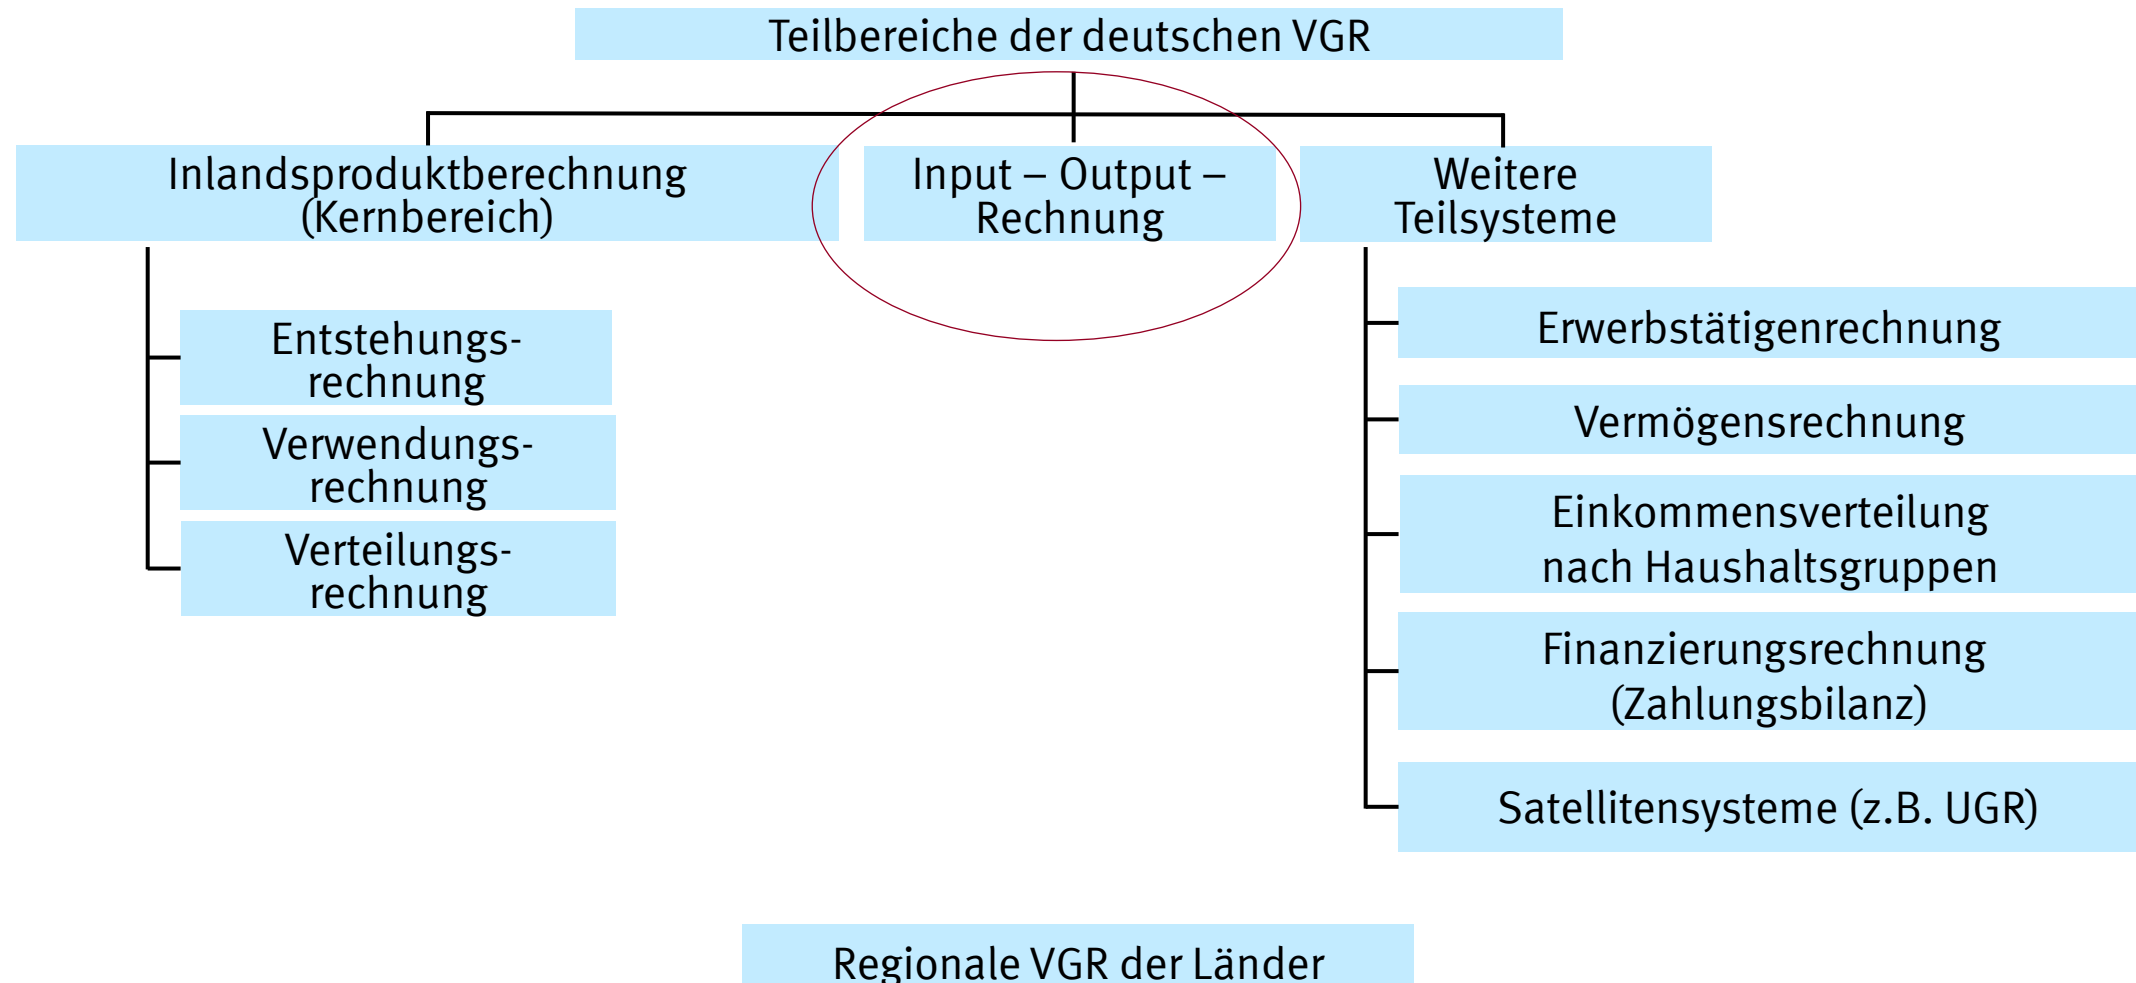 Teilbereiche der deutschen VGR
Inlandsproduktberechnung
(Kernbereich)
Entstehungs-
rechnung
Verwendungs-
rechnung
Verteilungs-
rechnung
Input – Output –
Rechnung
Weitere
Teilsysteme
Erwerbstätigenrechnung
Vermögensrechnung
Einkommensverteilung
nach Haushaltsgruppen
Finanzierungsrechnung
(Zahlungsbilanz)
Satellitensysteme (z.B. UGR)
Regionale VGR der Länder